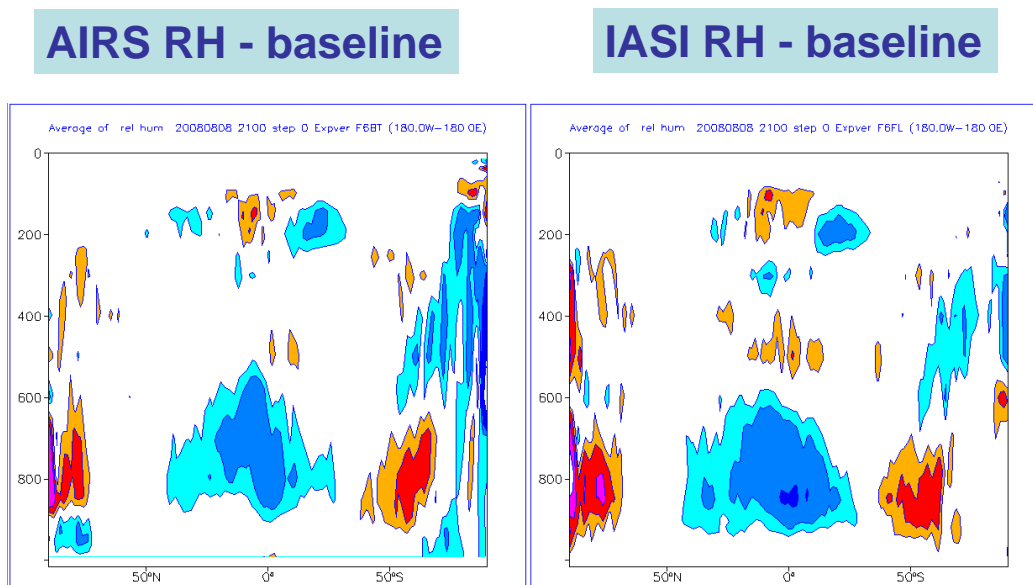 AIRS RH - baseline
IASI RH - baseline
Average of rel hum 20080808 2100 step 0 Expver F6BT (180.0W-180.0E)
0
200
400
600
800
50°N
0°
50°S
Average of rel hum 20080808 2100 step 0 Expver F6FL (180.0W-180.0E)
0
200
400
600
800
50°N
0°
50°S